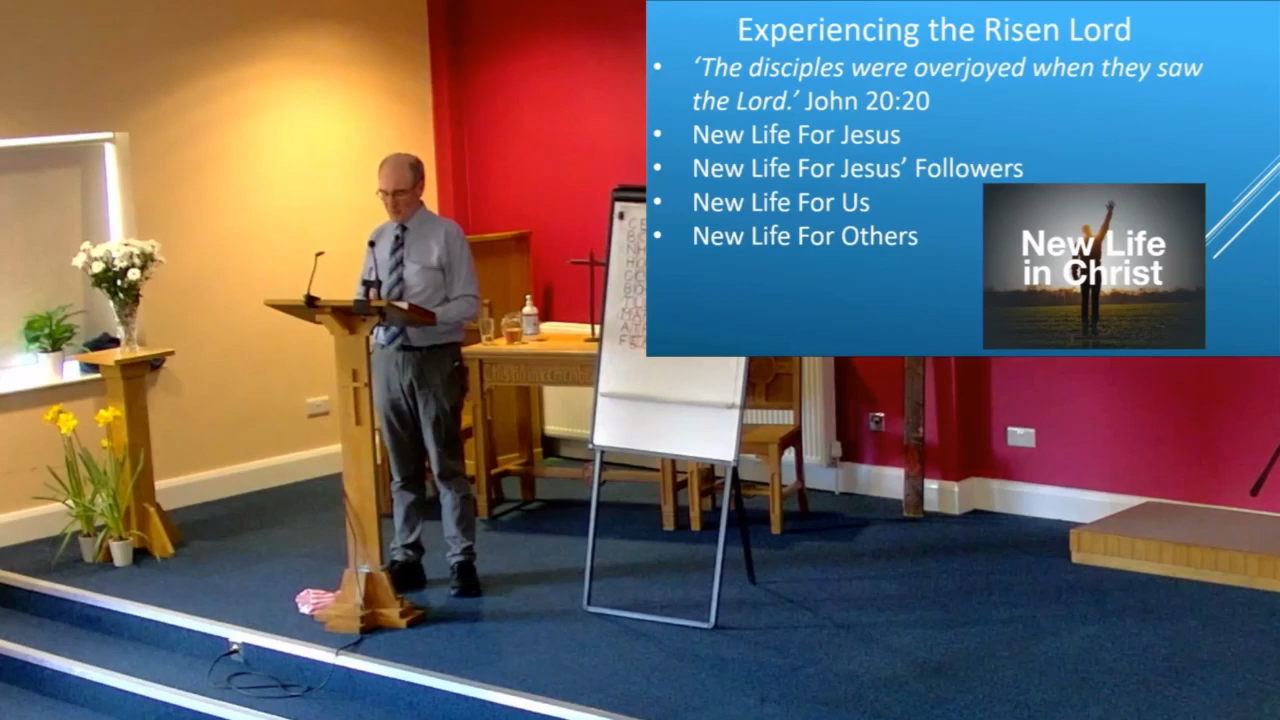 Experiencing the Risen Lord
• ‘The disciples were overjoyed when they saw
the Lord.’ John 20:20
• New Life For Jesus
• New Life For Jesus’ Followers
• New Life For Us
• New Life For Others
New Life
in Christ